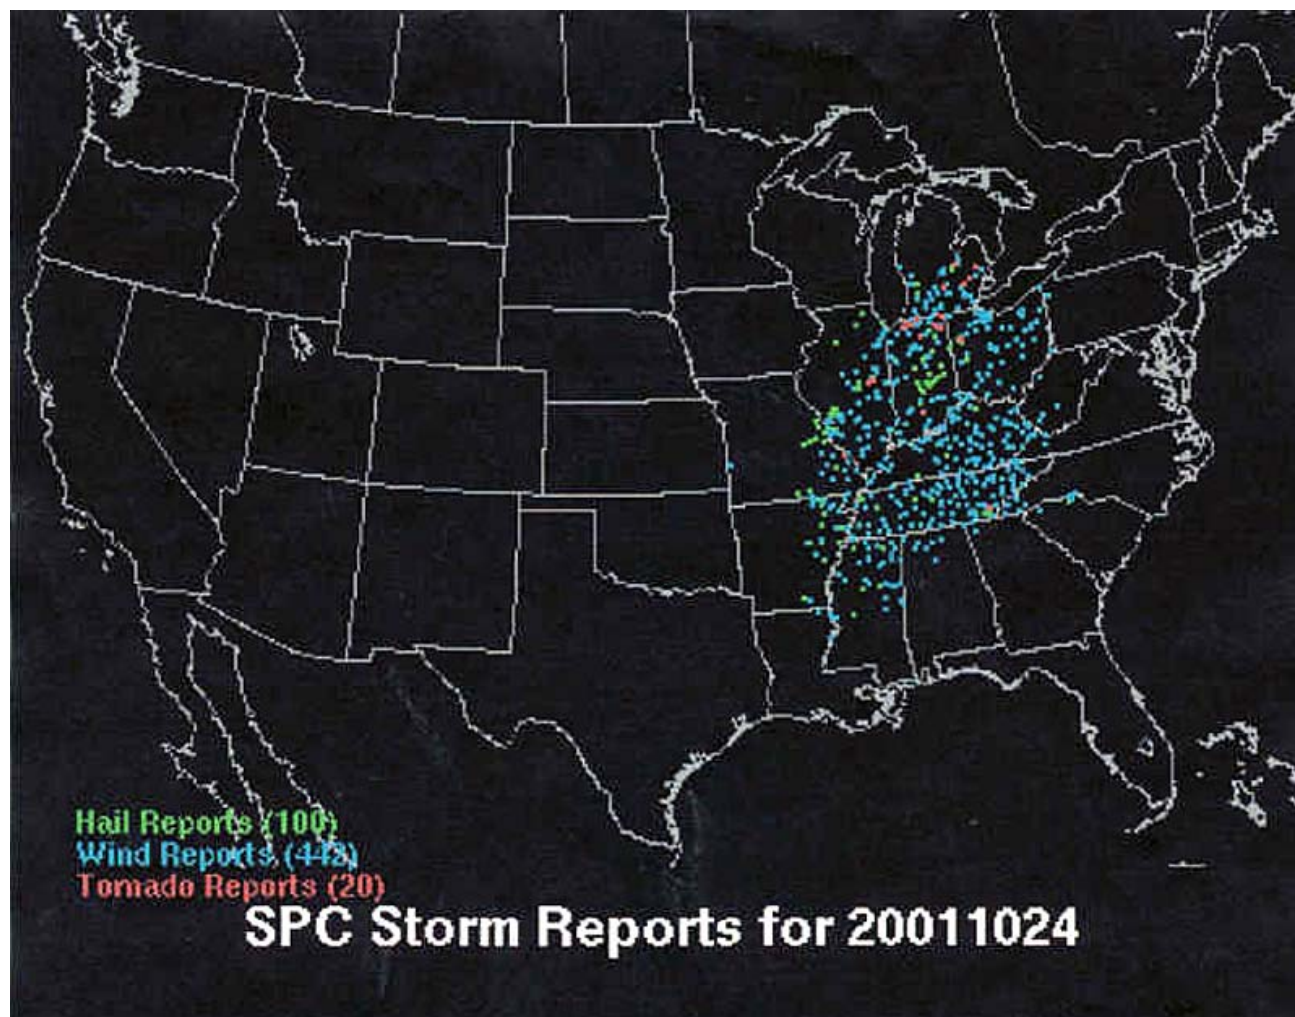 Hail Reports (100)
Wind Reports (442)
Tornado Reports (20)
SPC Storm Reports for 20011024